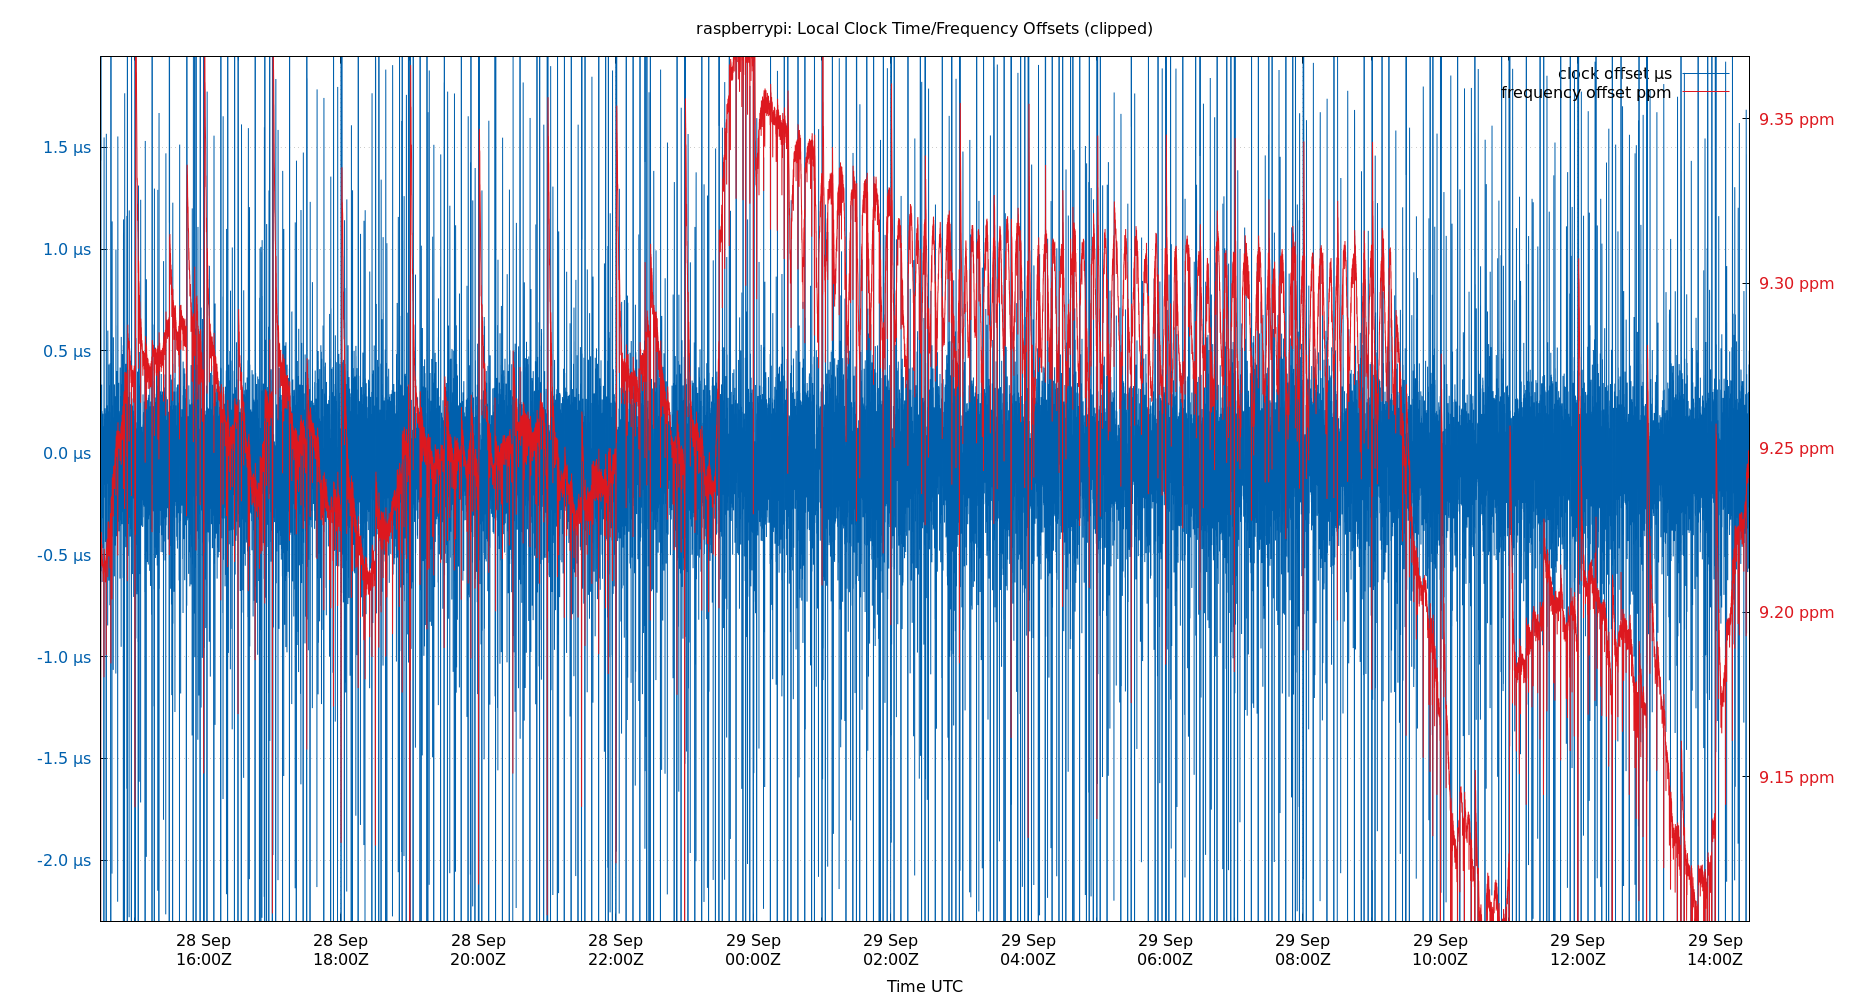 raspberrypi: Local Clock Time/Frequency Offsets (clipped)
clock offset µs
frequency offset ppm
1.5 µs
1.0 µs
0.5 µs
0.0 µs
-0.5 µs
-1.0 µs
-1.5 µs
-2.0 µs
9.35 ppm
9.30 ppm
9.25 ppm
9.20 ppm
9.15 ppm
28 Sep 28 Sep 28 Sep 28 Sep 29 Sep 29 Sep 29 Sep 29 Sep 29 Sep 29 Sep 29 Sep 29 Sep
16:00Z 18:00Z 20:00Z 22:00Z 00:00Z 02:00Z 04:00Z 06:00Z 08:00Z 10:00Z 12:00Z 14:00Z
Time UTC